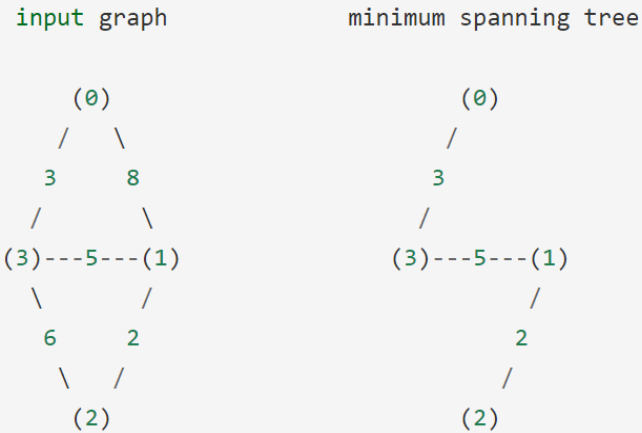 input graph                 minimum spanning tree
     (0)                         (0)
    /   \                       /
   3     8                     3
  /       \                   /
(3)---5---(1)               (3)---5---(1)
  \       /                           /
   6     2                           2
    \   /                           /
     (2)                         (2)